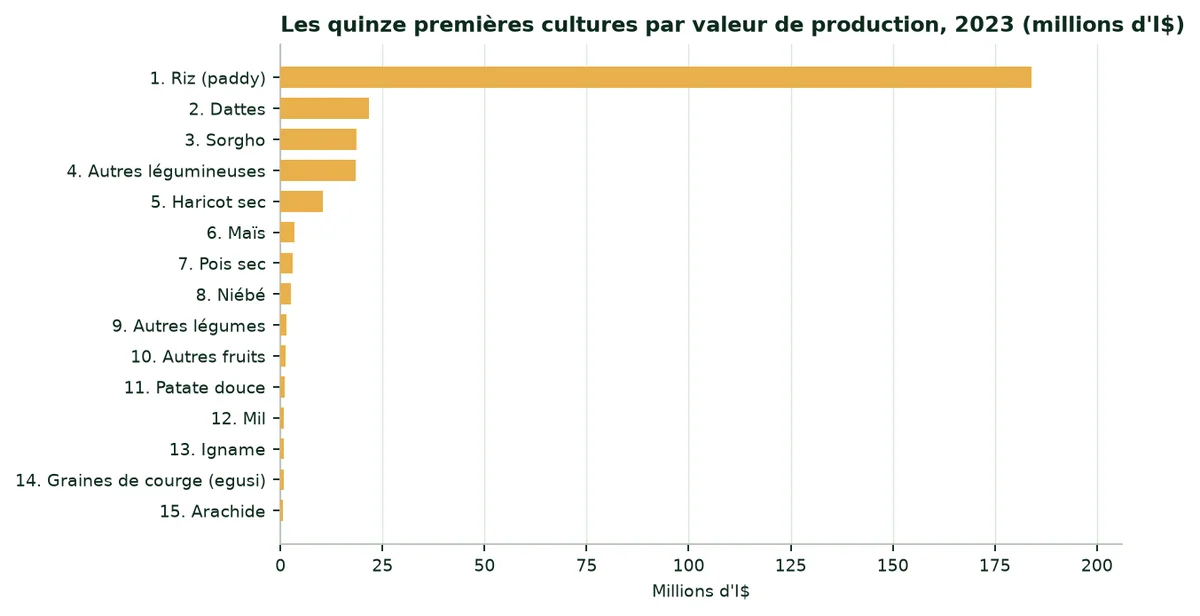 Les quinze premières cultures par valeur de production, 2023 (millions d'I$)
1. Riz (paddy)
2. Dattes
3. Sorgho
4. Autres légumineuses
5. Haricot sec
6. Maïs
7. Pois sec
8. Niébé
9. Autres légumes
10. Autres fruits
11. Patate douce
12. Mil
13. Igname
14. Graines de courge (egusi)
15. Arachide
0 25 50 75 100 125 150 175 200
Millions d'I$